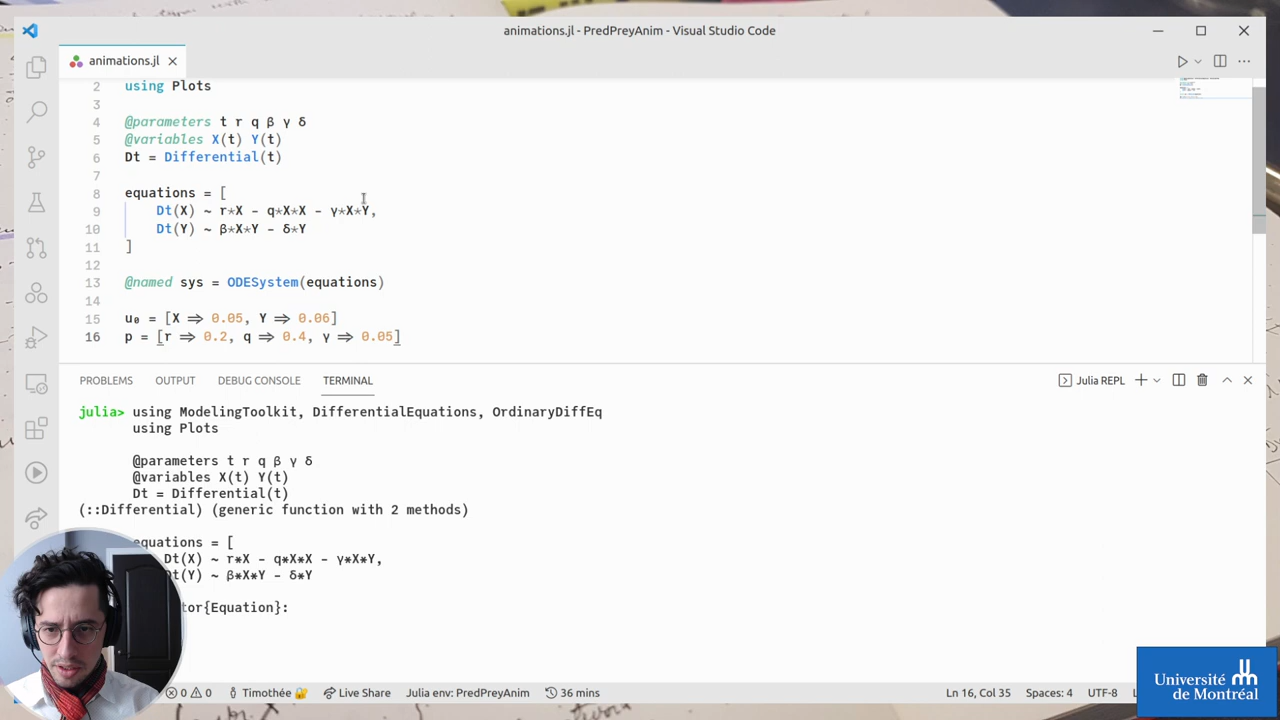 animations.jl - PredPreyAnim - Visual Studio Code
animations.jl
2 using Plots
3
4 @parameters t r q β γ δ
5 @variables X(t) Y(t)
6 Dt = Differential(t)
7
8 equations = [
9 Dt(X) ~ r*X - q*X*X - γ*X*Y,
10 Dt(Y) ~ β*X*Y - δ*Y
11 ]
12
13 @named sys = ODESystem(equations)
14
15 u₀ = [X => 0.05, Y => 0.06]
16 p = [r => 0.2, q => 0.4, γ => 0.05]
PROBLEMS OUTPUT DEBUG CONSOLE TERMINAL Julia REPL
julia> using ModelingToolkit, DifferentialEquations, OrdinaryDiffEq
using Plots
@parameters t r q β γ δ
@variables X(t) Y(t)
Dt = Differential(t)
(::Differential) (generic function with 2 methods)
equations = [
Dt(X) ~ r*X - q*X*X - γ*X*Y,
Dt(Y) ~ β*X*Y - δ*Y
tor{Equation}:
0 0 Timothée Live Share Julia env: PredPreyAnim 36 mins Ln 16, Col 35 Spaces: 4 UTF-8
Université
de Montréal